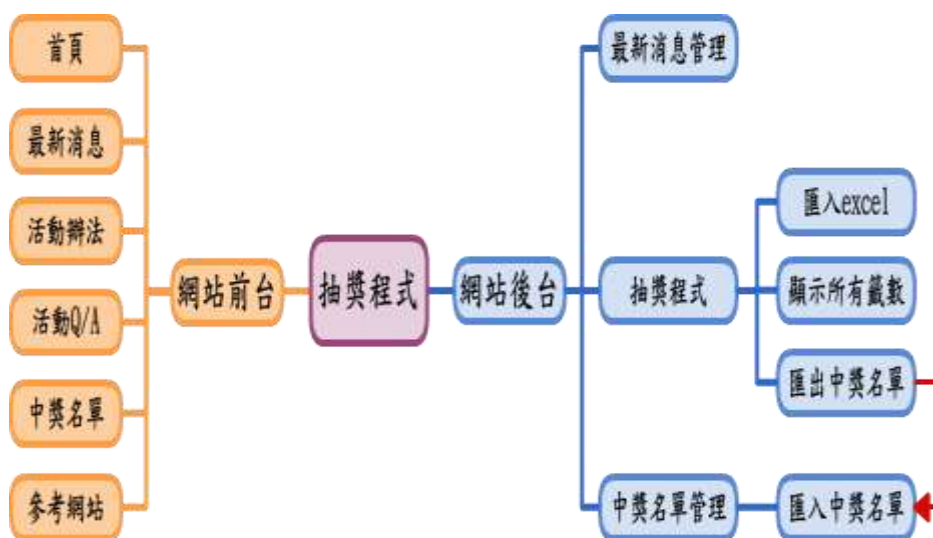 首頁
最新消息
活動辦法
活動Q/A
中獎名單
參考網站
網站前台
抽獎程式
網站後台
最新消息管理
抽獎程式
中獎名單管理
匯入excel
顯示所有籤數
匯出中獎名單
匯入中獎名單